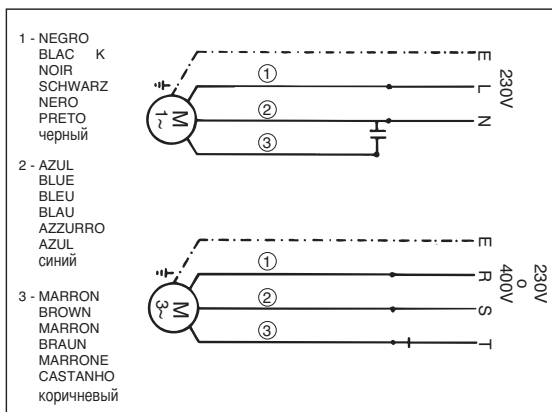 1 - NEGRO
BLAC K
NOIR
SCHWARZ
NERO
PRETO
черный
2 - AZUL
BLUE
BLEU
BLAU
AZZURRO
AZUL
синий
3 - MARRON
BROWN
MARRON
BRAUN
MARRONE
CASTANHO
коричневый
E
1
L
2
N
3
M
1~
230V
E
1
R
2
S
3
T
M
3~
230V
o
400V